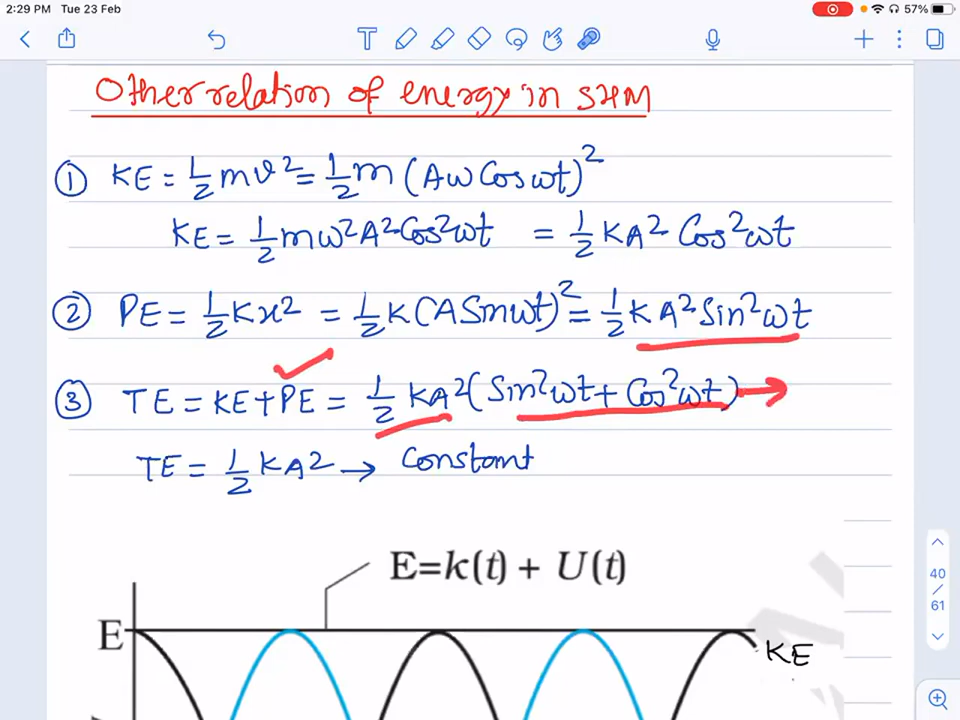 2:29 PM Tue 23 Feb 57%
Other relation of energy in SHM
① KE = 1/2 mv² = 1/2 m (Aω Cos ωt)²
KE = 1/2 mω²A² Cos²ωt = 1/2 KA² Cos²ωt
② PE = 1/2 Kx² = 1/2 K(A Sin ωt)² = 1/2 KA² Sin²ωt
③ TE = KE + PE = 1/2 KA² (Sin²ωt + Cos²ωt) →
TE = 1/2 KA² → Constant
E=k(t) + U(t)
E
KE
40
/
61